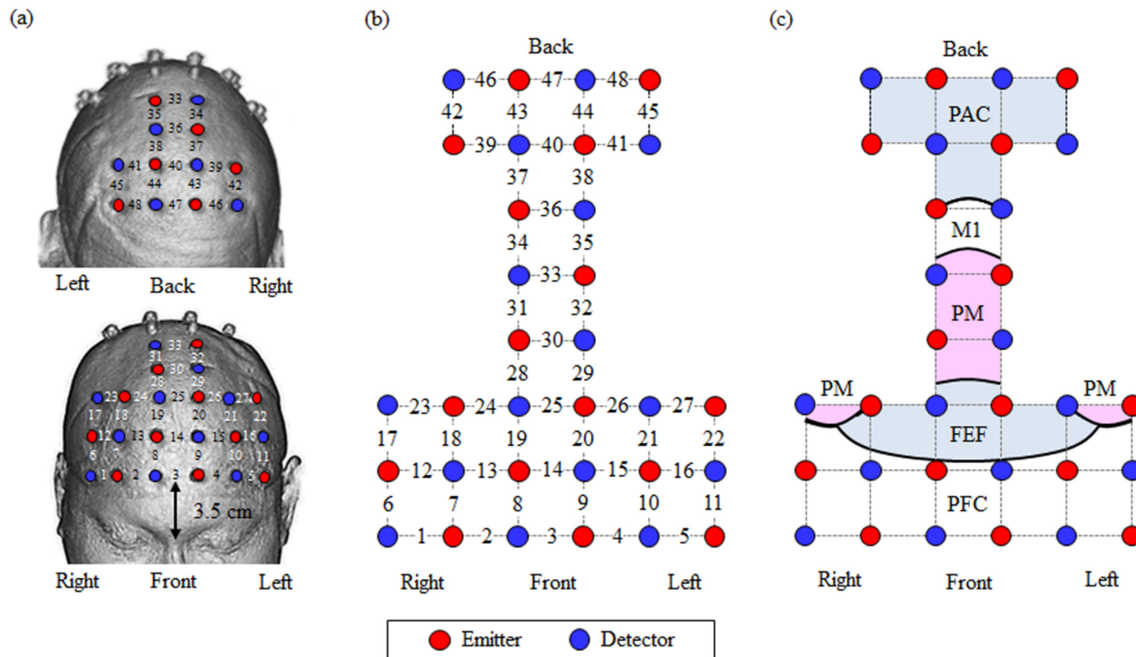 (a)
33
35 34
36
38 37
41 40 39
45 44 43 42
48 47 46
Left Back Right
33
31 32
30
28 29
23 24 25 26 27
17 18 19 20 21 22
12 13 14 15 16
6 7 8 9 10 11
1 2 3 4 5
3.5 cm
Right Front Left
(b)
Back
46 47 48
42 43 44 45
39 40 41
37 38
36
34 35
33
31 32
30
28 29
23 24 25 26 27
17 18 19 20 21 22
12 13 14 15 16
6 7 8 9 10 11
1 2 3 4 5
Right Front Left
(c)
Back
PAC
M1
PM
PM PM
FEF
PFC
Right Front Left
Emitter Detector